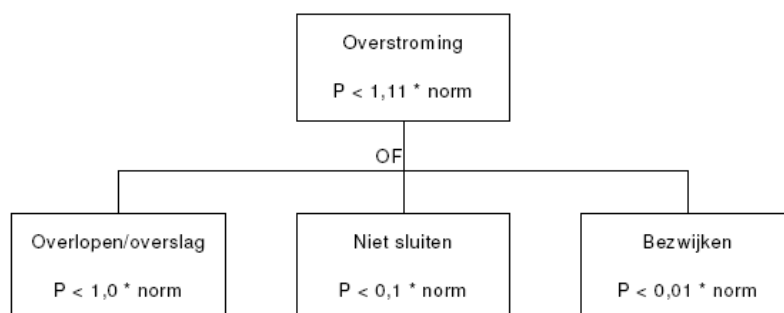 Overstroming
P < 1,11 * norm
OF
Overlopen/overslag
P < 1,0 * norm
Niet sluiten
P < 0,1 * norm
Bezwijken
P < 0,01 * norm